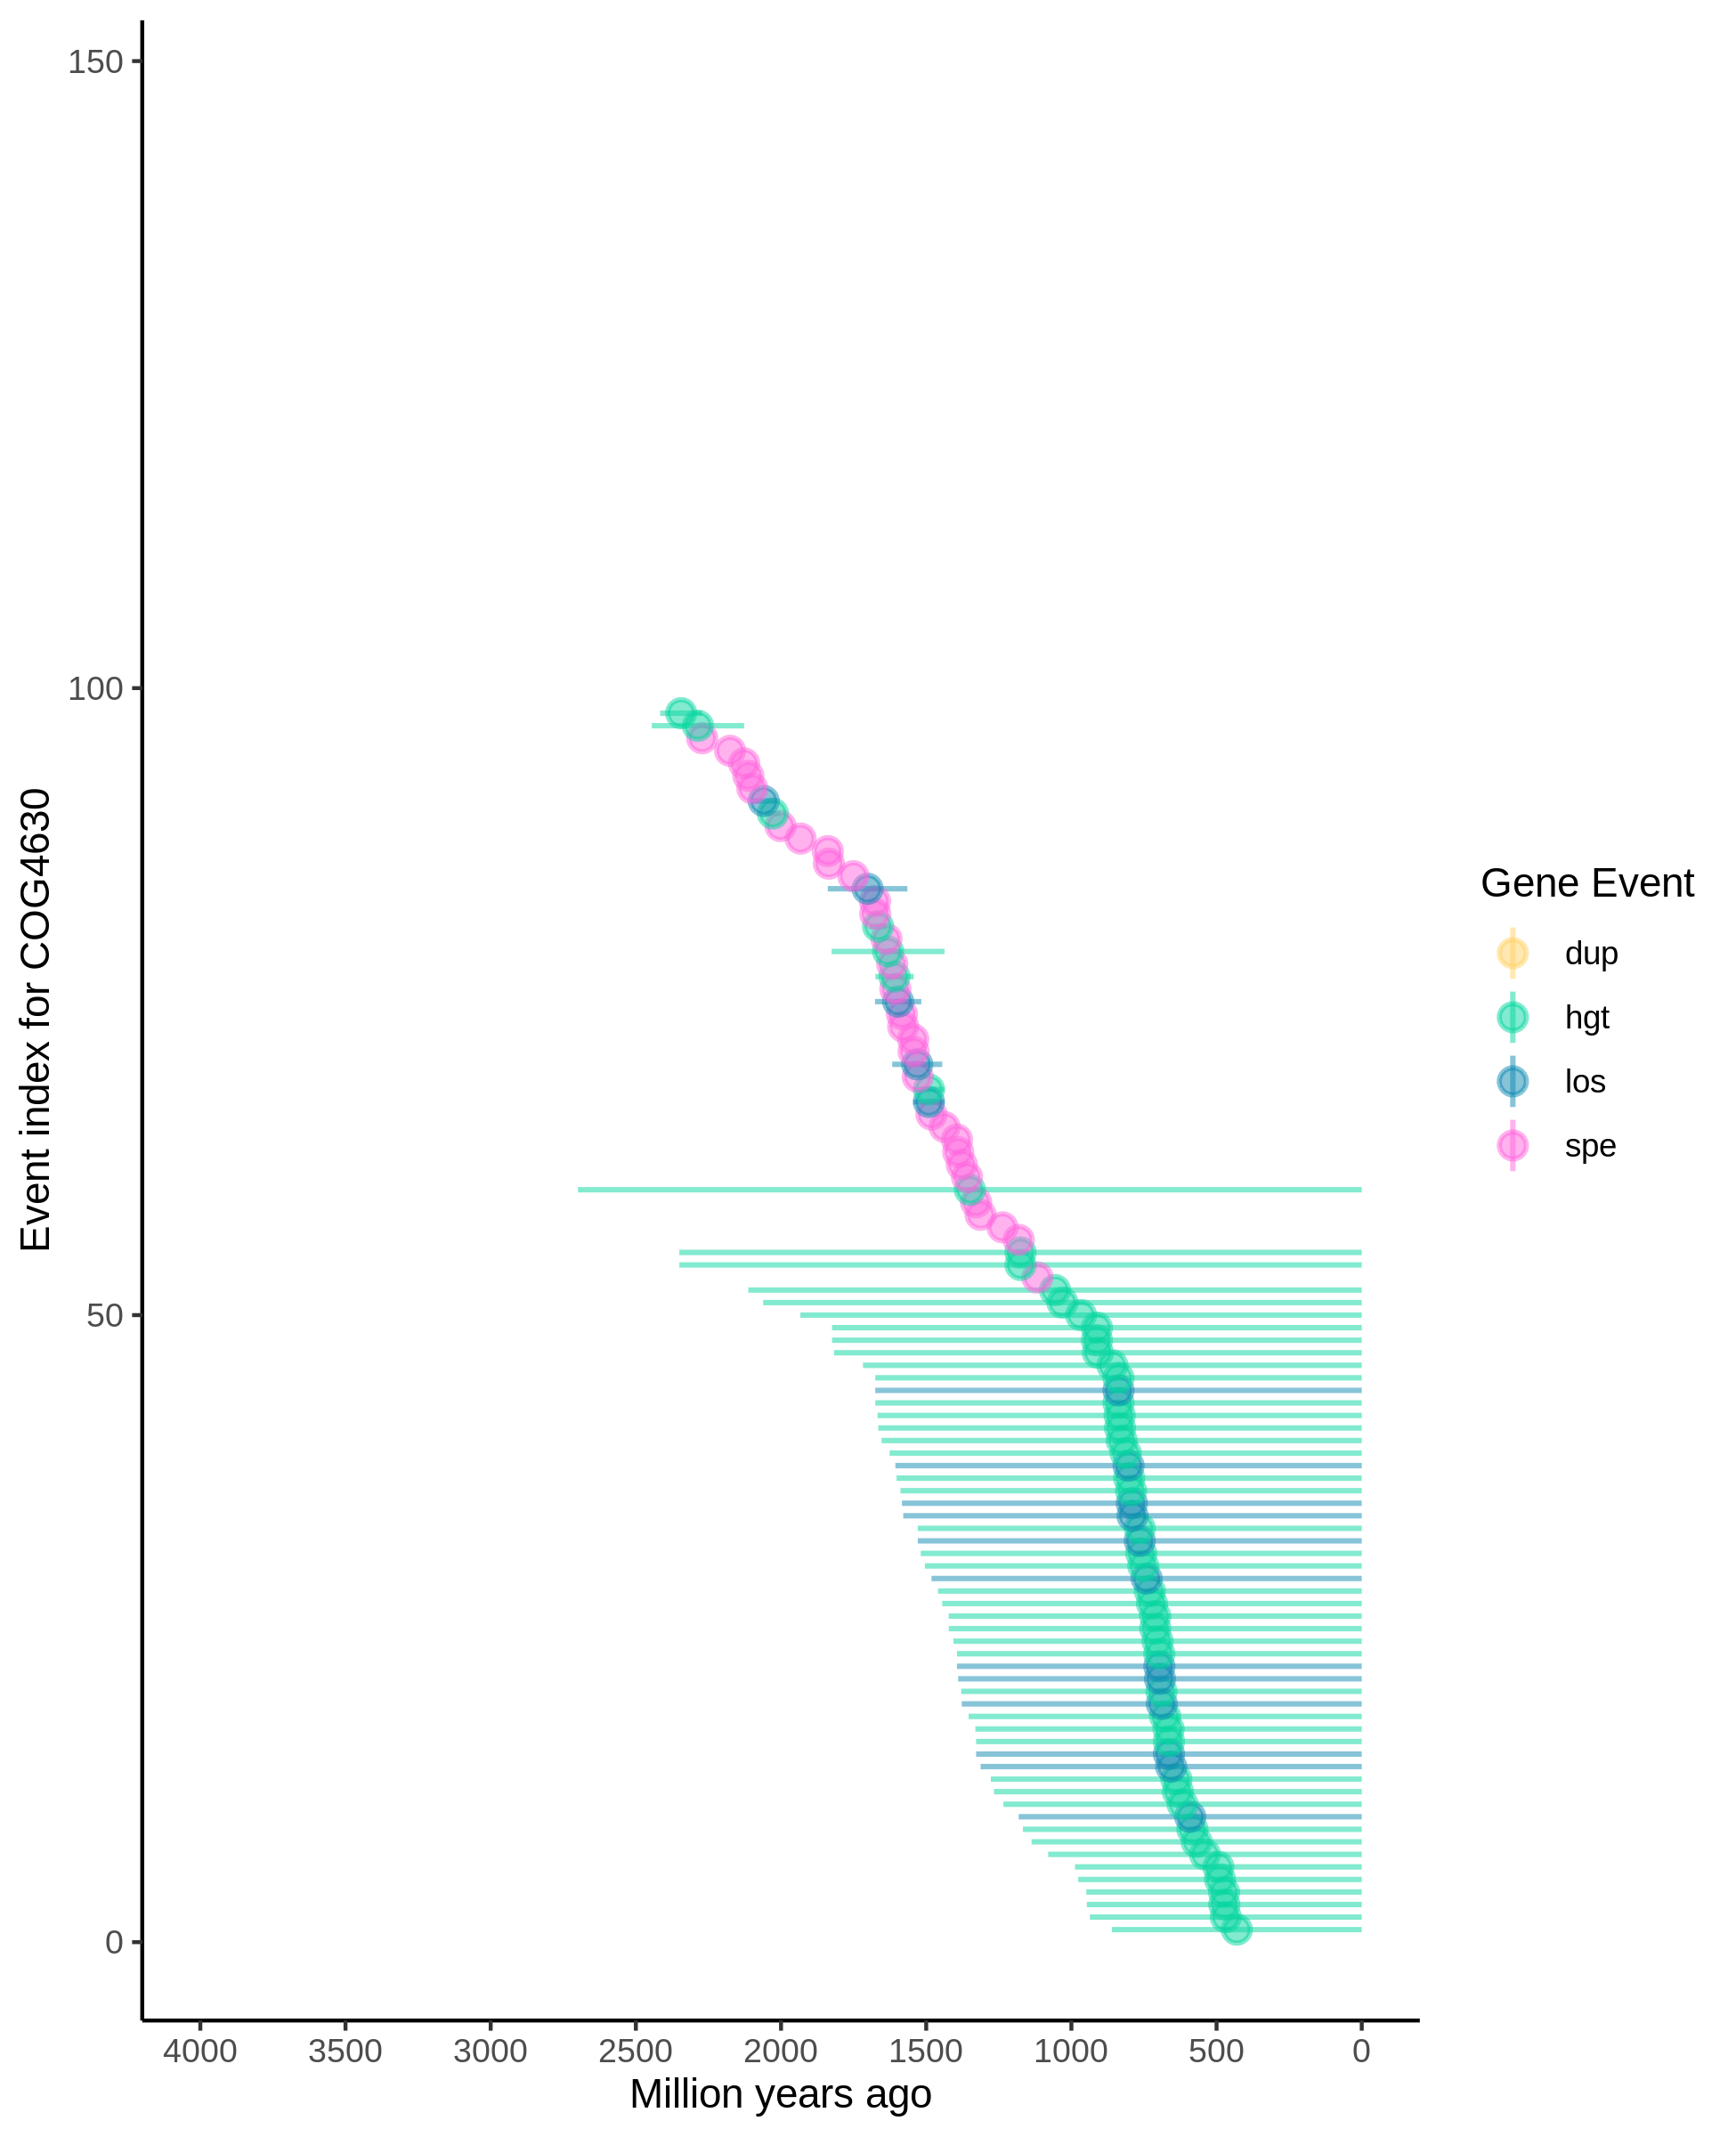 150
100
50
0
Event index for COG4630
4000 3500 3000 2500 2000 1500 1000 500 0
Million years ago
Gene Event
dup
hgt
los
spe